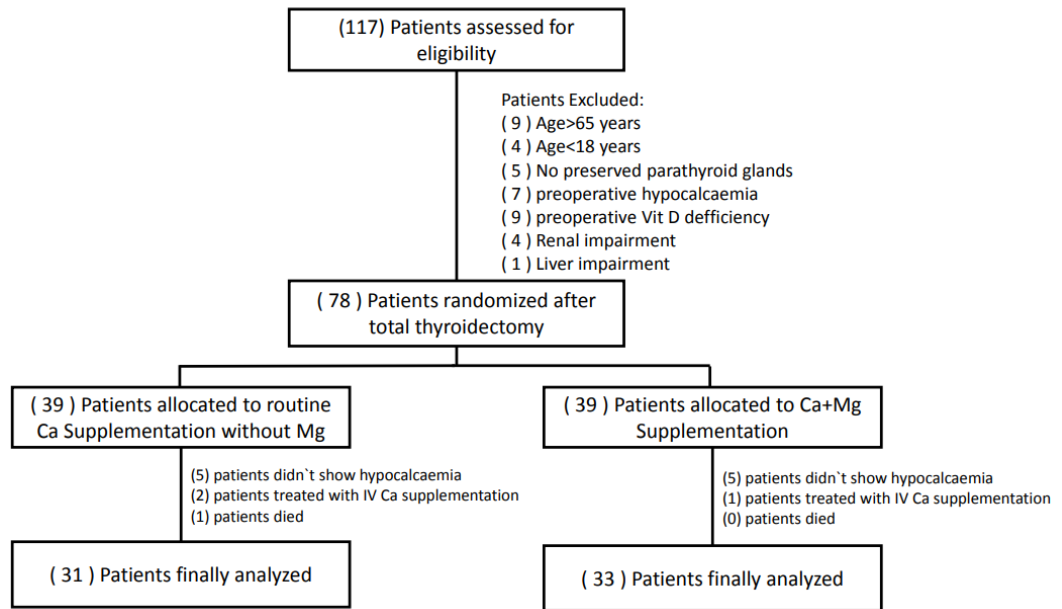 (117) Patients assessed for
eligibility
Patients Excluded:
( 9 ) Age>65 years
( 4 ) Age<18 years
( 5 ) No preserved parathyroid glands
( 7 ) preoperative hypocalcaemia
( 9 ) preoperative Vit D defficiency
( 4 ) Renal impairment
( 1 ) Liver impairment
( 78 ) Patients randomized after
total thyroidectomy
( 39 ) Patients allocated to routine
Ca Supplementation without Mg
( 39 ) Patients allocated to Ca+Mg
Supplementation
(5) patients didn`t show hypocalcaemia
(2) patients treated with IV Ca supplementation
(1) patients died
(5) patients didn`t show hypocalcaemia
(1) patients treated with IV Ca supplementation
(0) patients died
( 31 ) Patients finally analyzed
( 33 ) Patients finally analyzed